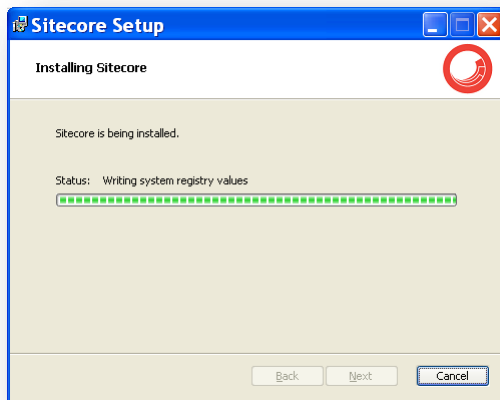 Sitecore Setup
Installing Sitecore
Sitecore is being installed.
Status: Writing system registry values
Back Next Cancel